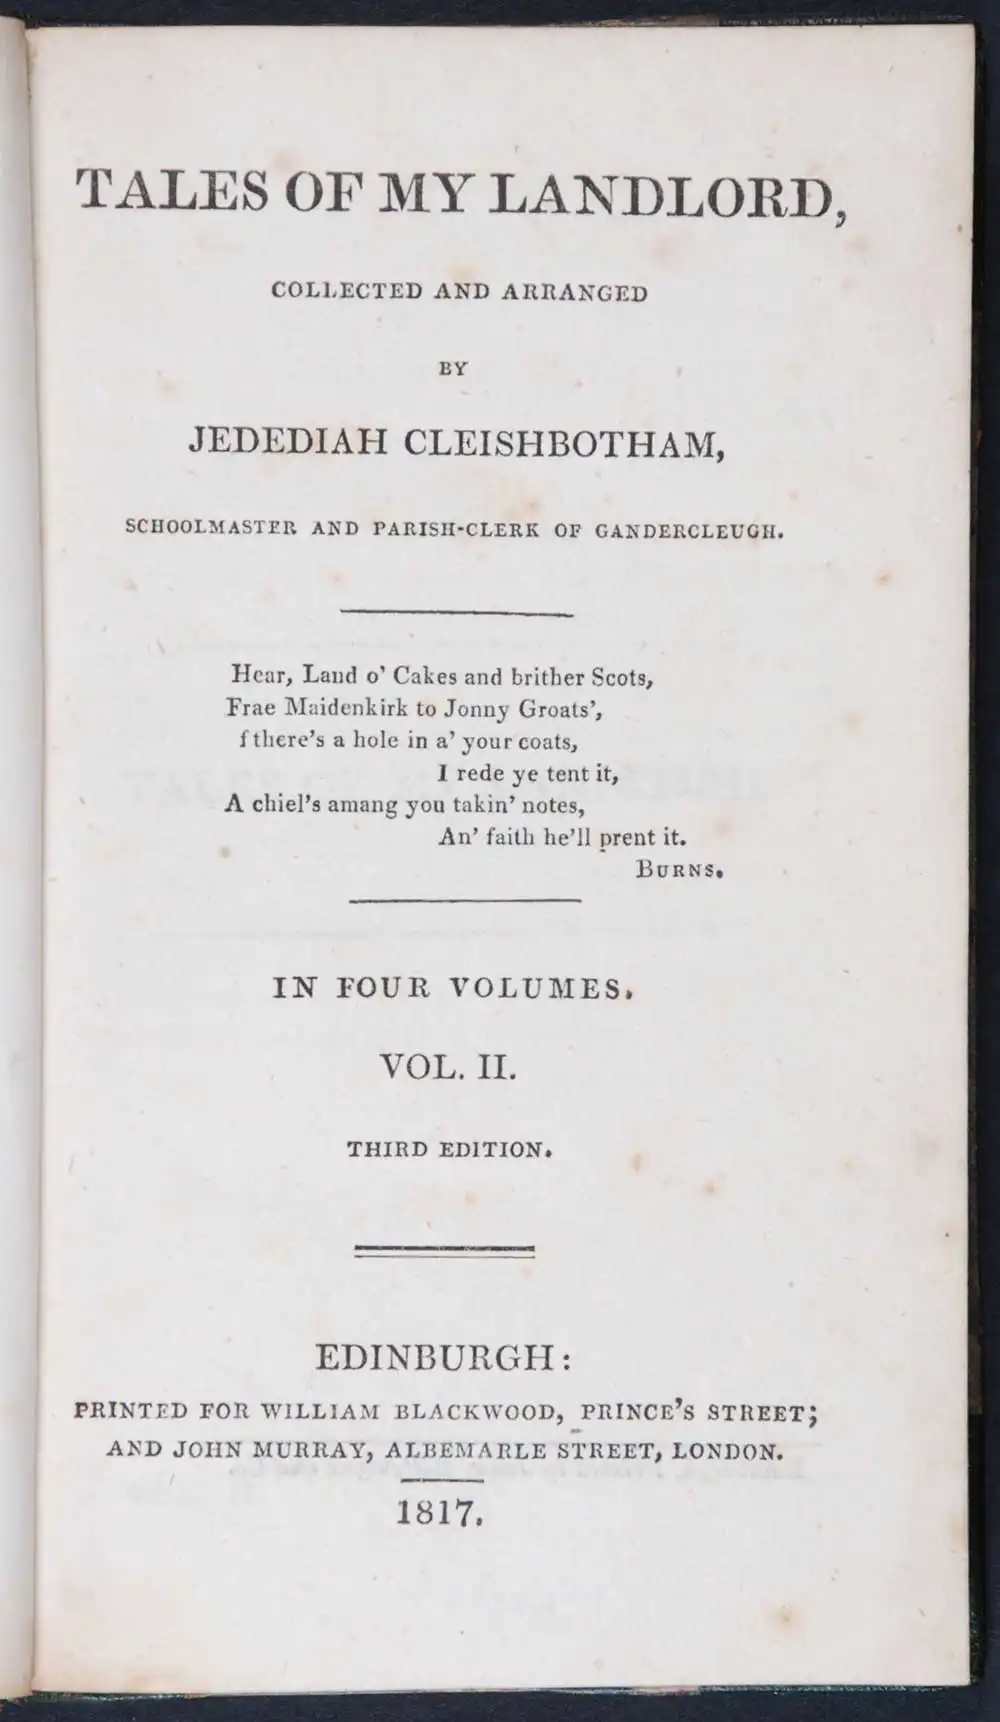 TALES OF MY LANDLORD,
COLLECTED AND ARRANGED
BY
JEDEDIAH CLEISHBOTHAM,
SCHOOLMASTER AND PARISH-CLERK OF GANDERCLEUGH.
Hear, Land o' Cakes and brither Scots,
Frae Maidenkirk to Jonny Groats',
f there's a hole in a' your coats,
I rede ye tent it,
A chiel's amang you takin' notes,
An' faith he'll prent it.
BURNS.
IN FOUR VOLUMES.
VOL. II.
THIRD EDITION.
EDINBURGH:
PRINTED FOR WILLIAM BLACKWOOD, PRINCE'S STREET;
AND JOHN MURRAY, ALBEMARLE STREET, LONDON.
1817.